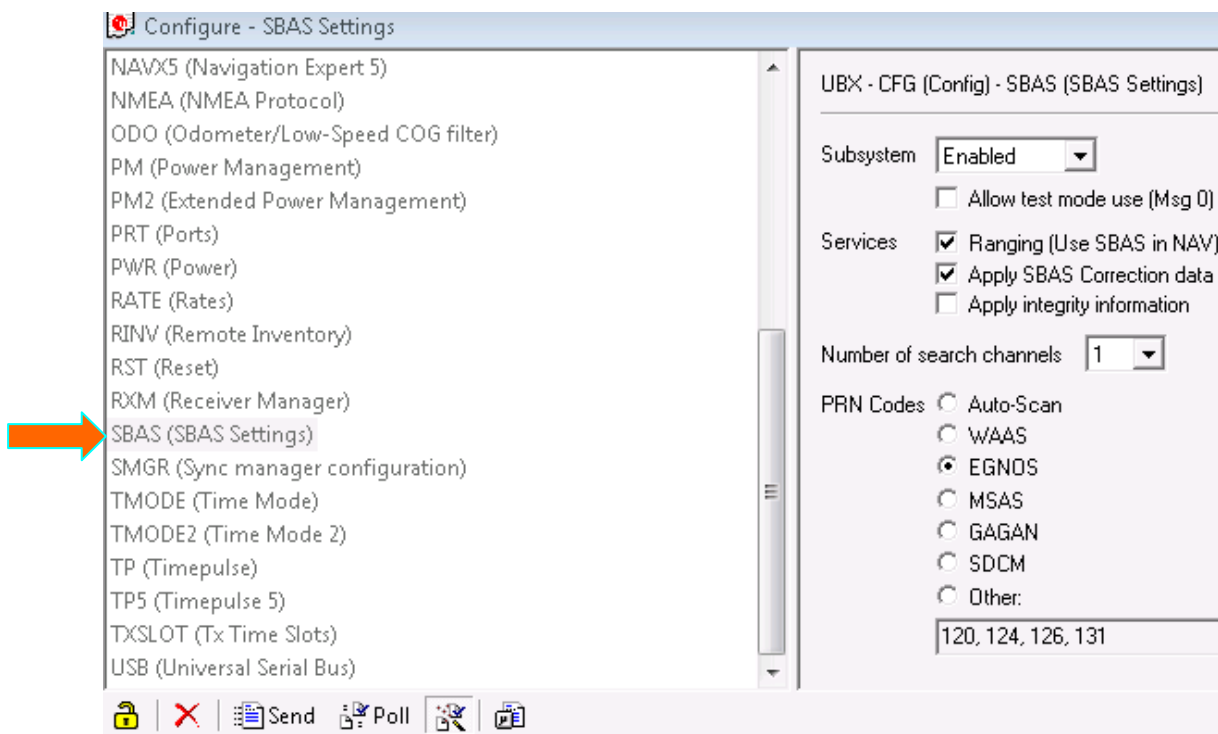 Configure - SBAS Settings
NAVX5 (Navigation Expert 5)
NMEA (NMEA Protocol)
ODO (Odometer/Low-Speed COG filter)
PM (Power Management)
PM2 (Extended Power Management)
PRT (Ports)
PWR (Power)
RATE (Rates)
RINV (Remote Inventory)
RST (Reset)
RXM (Receiver Manager)
SBAS (SBAS Settings)
SMGR (Sync manager configuration)
TMODE (Time Mode)
TMODE2 (Time Mode 2)
TP (Timepulse)
TP5 (Timepulse 5)
TXSLOT (Tx Time Slots)
USB (Universal Serial Bus)
UBX - CFG (Config) - SBAS (SBAS Settings)
Subsystem Enabled
Allow test mode use (Msg 0)
Services Ranging (Use SBAS in NAV)
Apply SBAS Correction data
Apply integrity information
Number of search channels 1
PRN Codes Auto-Scan
WAAS
EGNOS
MSAS
GAGAN
SDCM
Other:
120, 124, 126, 131
Send Poll